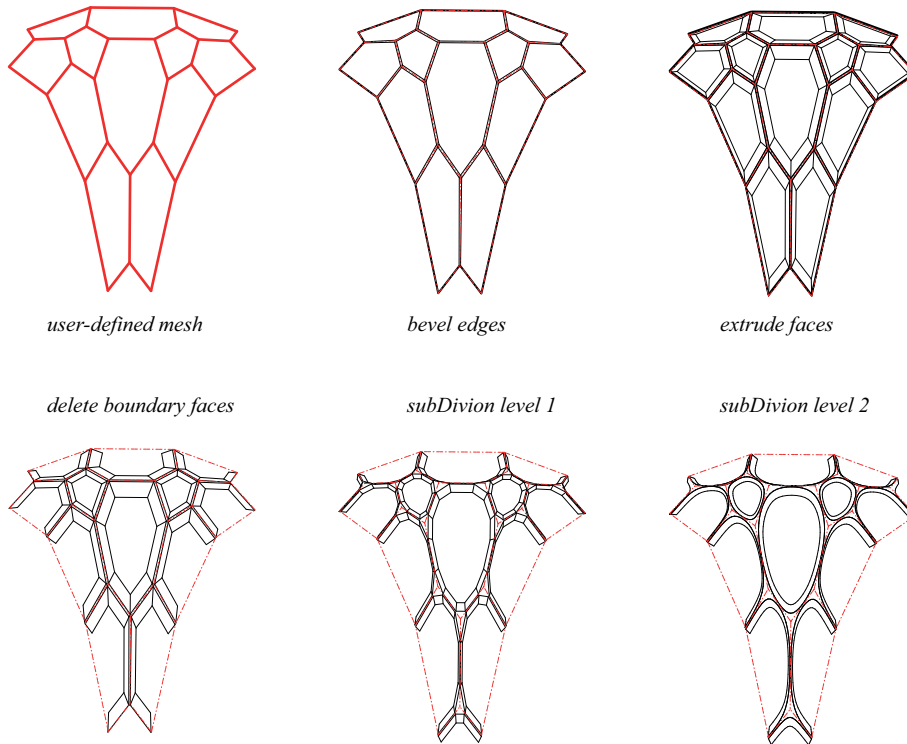 user-defined mesh
bevel edges
extrude faces
delete boundary faces
subDivion level 1
subDivion level 2